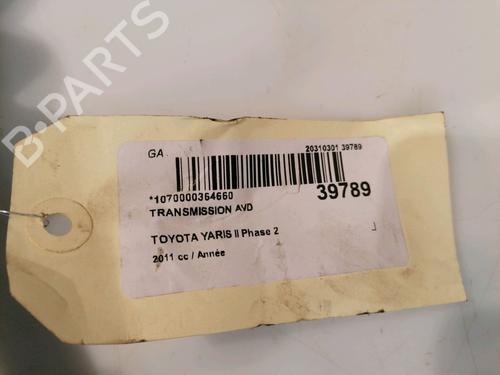 B-PARTS
GA
20310301 39789
*1070000364660
39789
TRANSMISSION AVD
TOYOTA YARIS II Phase 2
2011 cc / Année